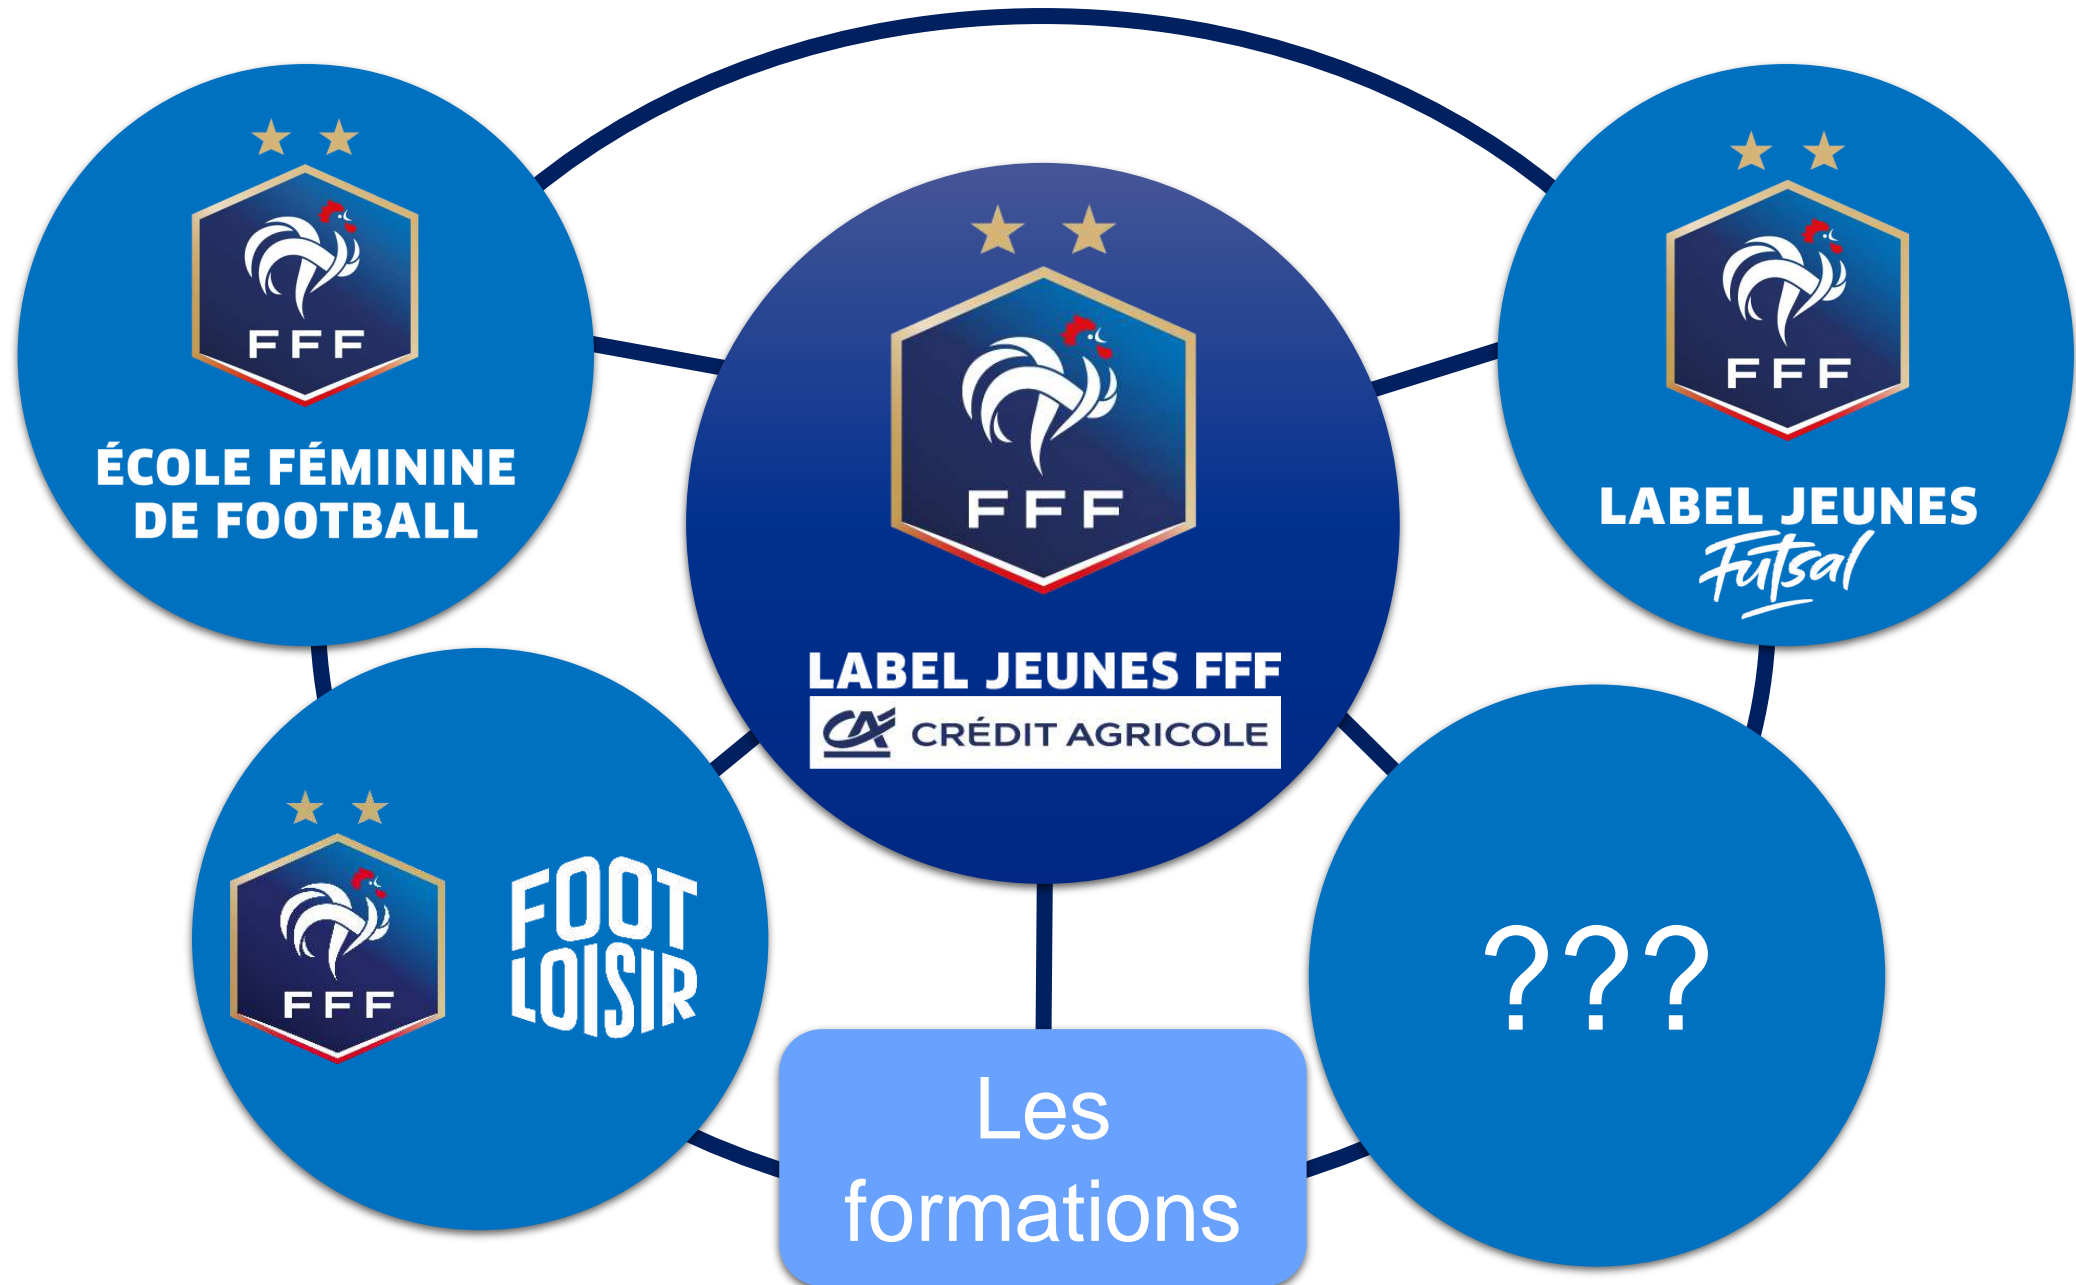 FFF
ÉCOLE FÉMININE
DE FOOTBALL
FFF
LABEL JEUNES FFF
CA CRÉDIT AGRICOLE
FFF
LABEL JEUNES
Futsal
FFF
FOOT
LOISIR
???
Les
formations